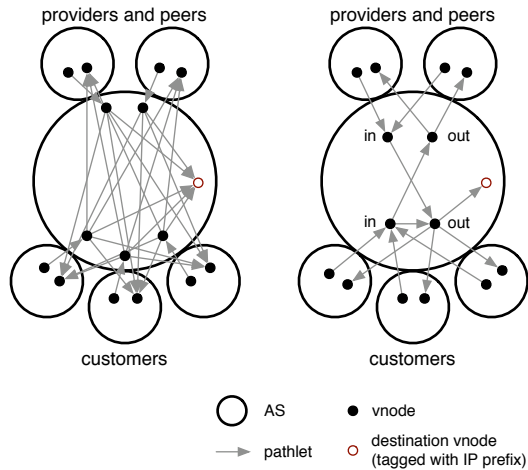 providers and peers
providers and peers
in
out
in
out
customers
customers
AS
vnode
pathlet
destination vnode
(tagged with IP prefix)